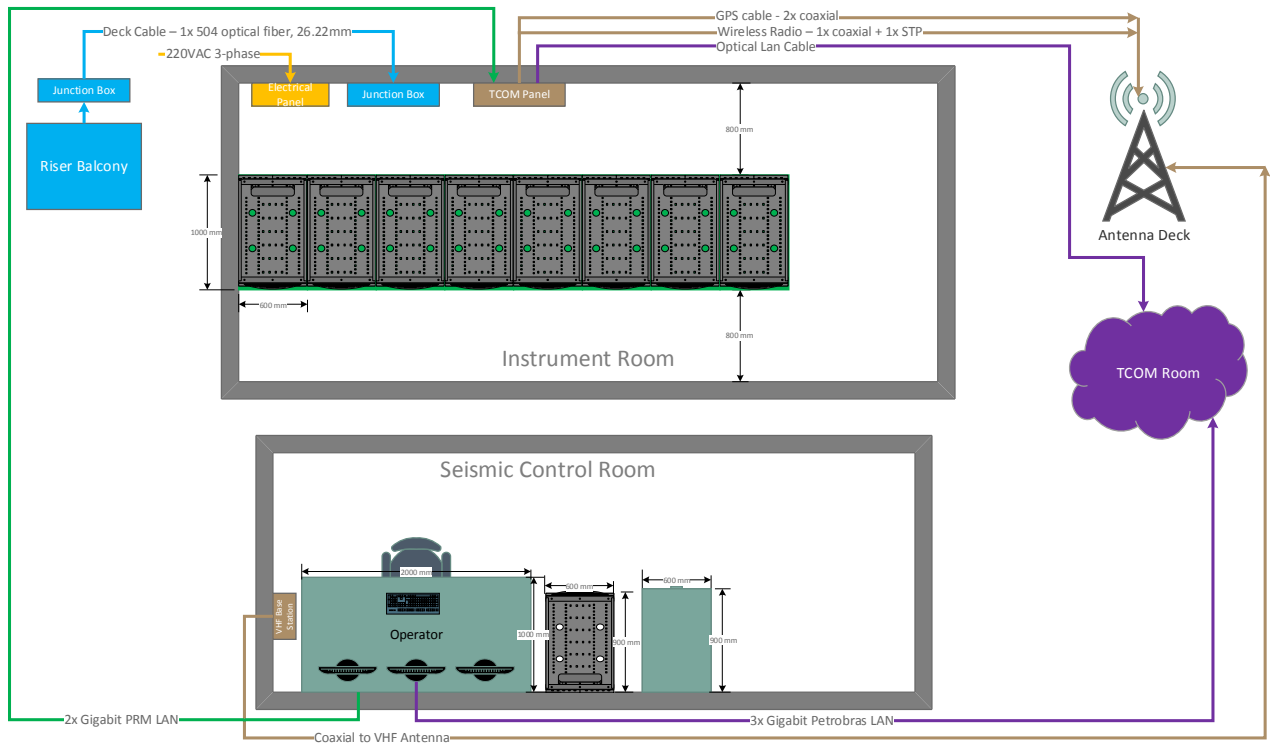 GPS cable - 2x coaxial
Deck Cable – 1x 504 optical fiber, 26.22mm
Wireless Radio – 1x coaxial + 1x STP
Optical Lan Cable
220VAC 3-phase
Junction Box
Electrical
Panel
Junction Box
TCOM Panel
800 mm
Riser Balcony
1000 mm
Antenna Deck
600 mm
800 mm
Instrument Room
TCOM Room
Seismic Control Room
2000 mm
600 mm
600 mm
VHF Base
Station
Operator
1000 mm
900 mm
900 mm
2x Gigabit PRM LAN
3x Gigabit Petrobras LAN
Coaxial to VHF Antenna